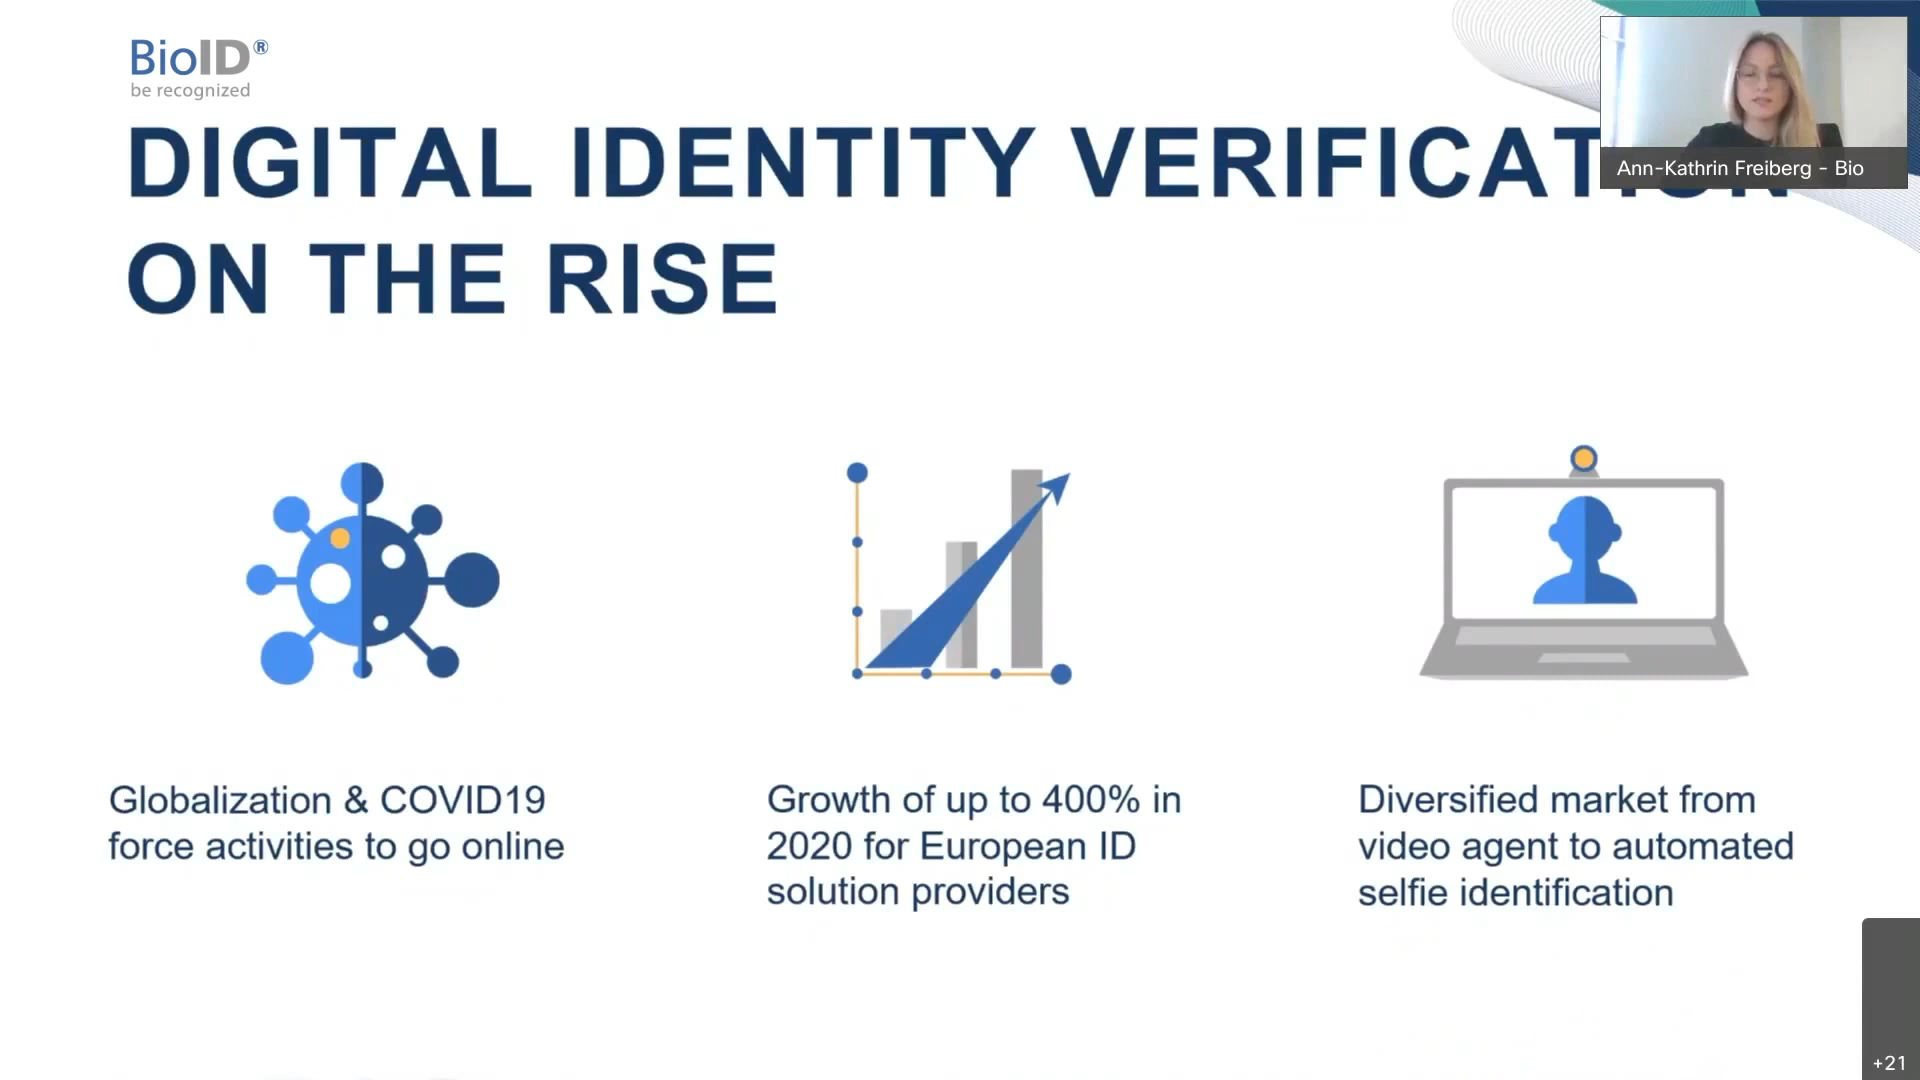 BioID®
be recognized
DIGITAL IDENTITY VERIFICATION
ON THE RISE
Ann-Kathrin Freiberg - Bio
Globalization & COVID19
force activities to go online
Growth of up to 400% in
2020 for European ID
solution providers
Diversified market from
video agent to automated
selfie identification
+21